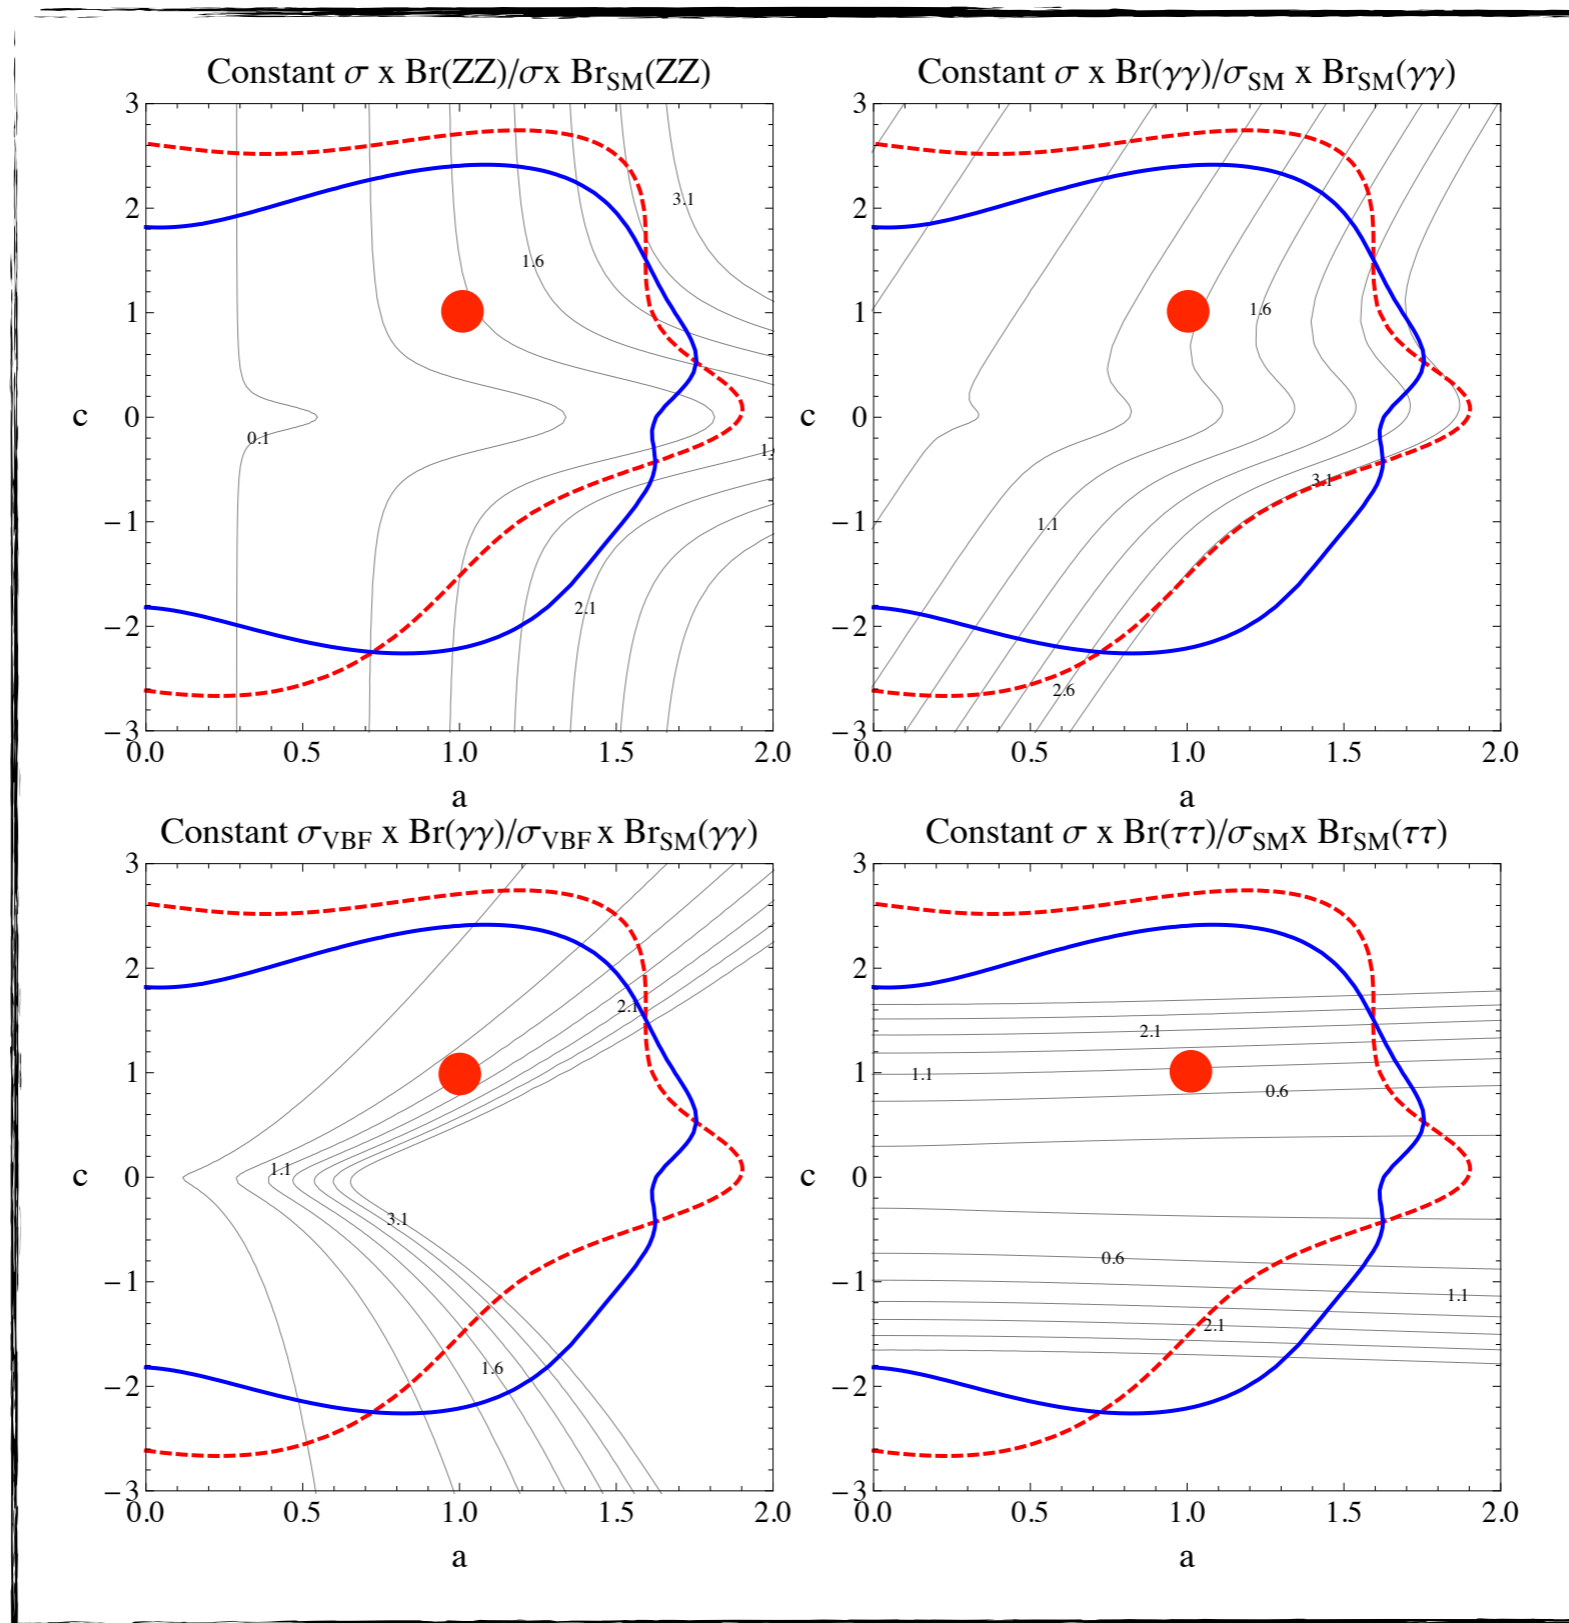 Constant σ x Br(ZZ)/σx Br_SM(ZZ)
3
2
1
0
−1
−2
−3
c
3.1
1.6
0.1
1.
2.1
0.0 0.5 1.0 1.5 2.0
a
Constant σ x Br(γγ)/σ_SM x Br_SM(γγ)
3
2
1
0
−1
−2
−3
c
1.6
3.1
1.1
2.6
0.0 0.5 1.0 1.5 2.0
a
Constant σ_VBF x Br(γγ)/σ_VBF x Br_SM(γγ)
3
2
1
0
−1
−2
−3
c
2.1
1.1
3.1
1.6
0.0 0.5 1.0 1.5 2.0
a
Constant σ x Br(ττ)/σ_SM x Br_SM(ττ)
3
2
1
0
−1
−2
−3
c
2.1
1.1
0.6
0.6
1.1
2.1
0.0 0.5 1.0 1.5 2.0
a